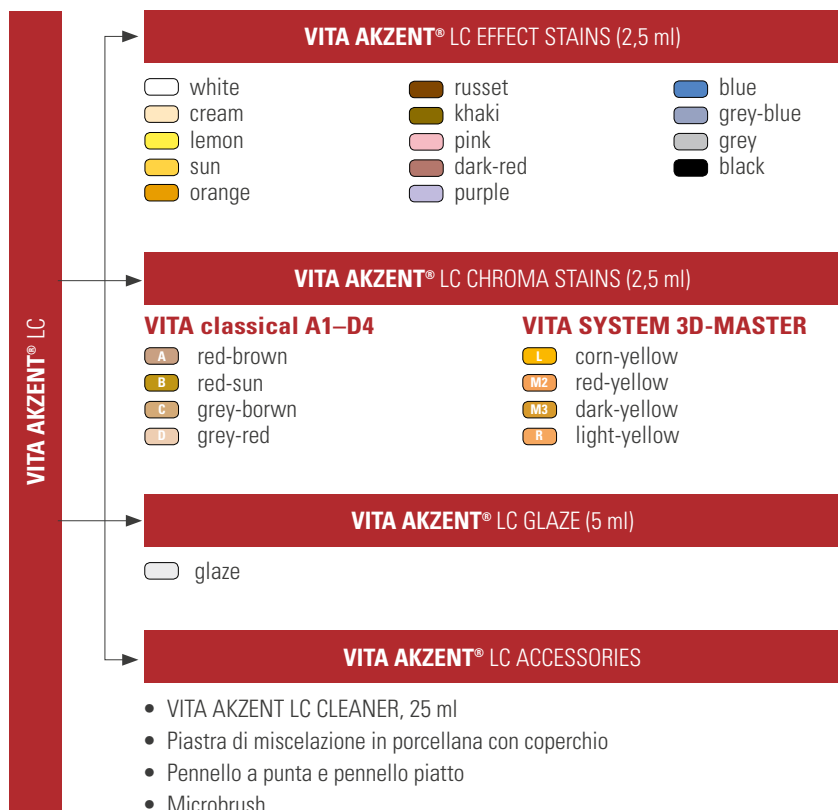 VITA AKZENT® LC
VITA AKZENT® LC EFFECT STAINS (2,5 ml)
white
cream
lemon
sun
orange
russet
khaki
pink
dark-red
purple
blue
grey-blue
grey
black
VITA AKZENT® LC CHROMA STAINS (2,5 ml)
VITA classical A1–D4
A red-brown
B red-sun
C grey-borwn
D grey-red
VITA SYSTEM 3D-MASTER
L corn-yellow
M2 red-yellow
M3 dark-yellow
R light-yellow
VITA AKZENT® LC GLAZE (5 ml)
glaze
VITA AKZENT® LC ACCESSORIES
• VITA AKZENT LC CLEANER, 25 ml
• Piastra di miscelazione in porcellana con coperchio
• Pennello a punta e pennello piatto
• Microbrush